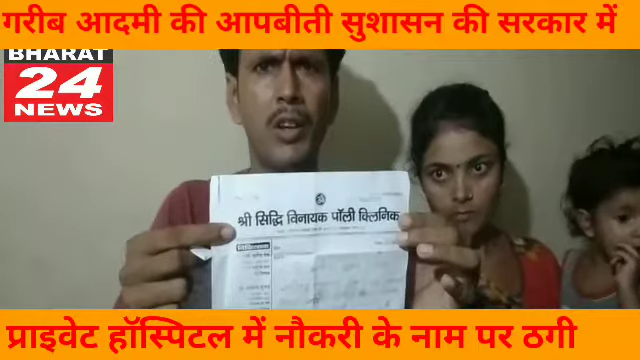 गरीब आदमी की आपबीती सुशासन की सरकार में
BHARAT
24
NEWS
ॐ
श्री सिद्धि विनायक पॉली क्लिनिक
प्राइवेट हॉस्पिटल में नौकरी के नाम पर ठगी